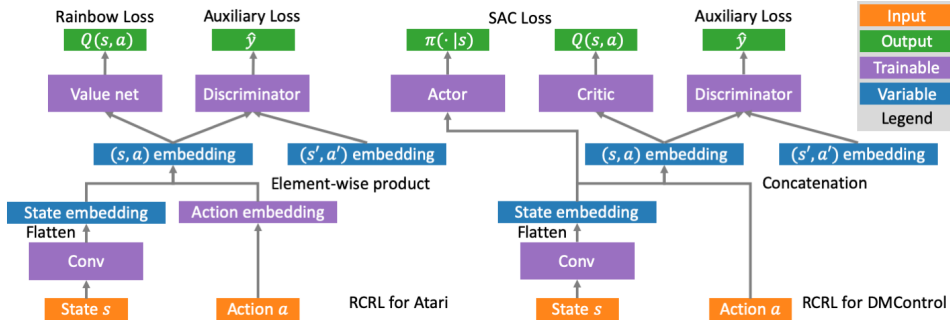 Rainbow Loss
Auxiliary Loss
SAC Loss
Auxiliary Loss
Input
Q(s, a)
ŷ
π(· |s)
Q(s, a)
ŷ
Output
Trainable
Value net
Discriminator
Actor
Critic
Discriminator
Variable
Legend
(s, a) embedding
(s′, a′) embedding
(s, a) embedding
(s′, a′) embedding
Element-wise product
Concatenation
State embedding
Action embedding
State embedding
Flatten
Flatten
Conv
Conv
State s
Action a
RCRL for Atari
State s
Action a
RCRL for DMControl